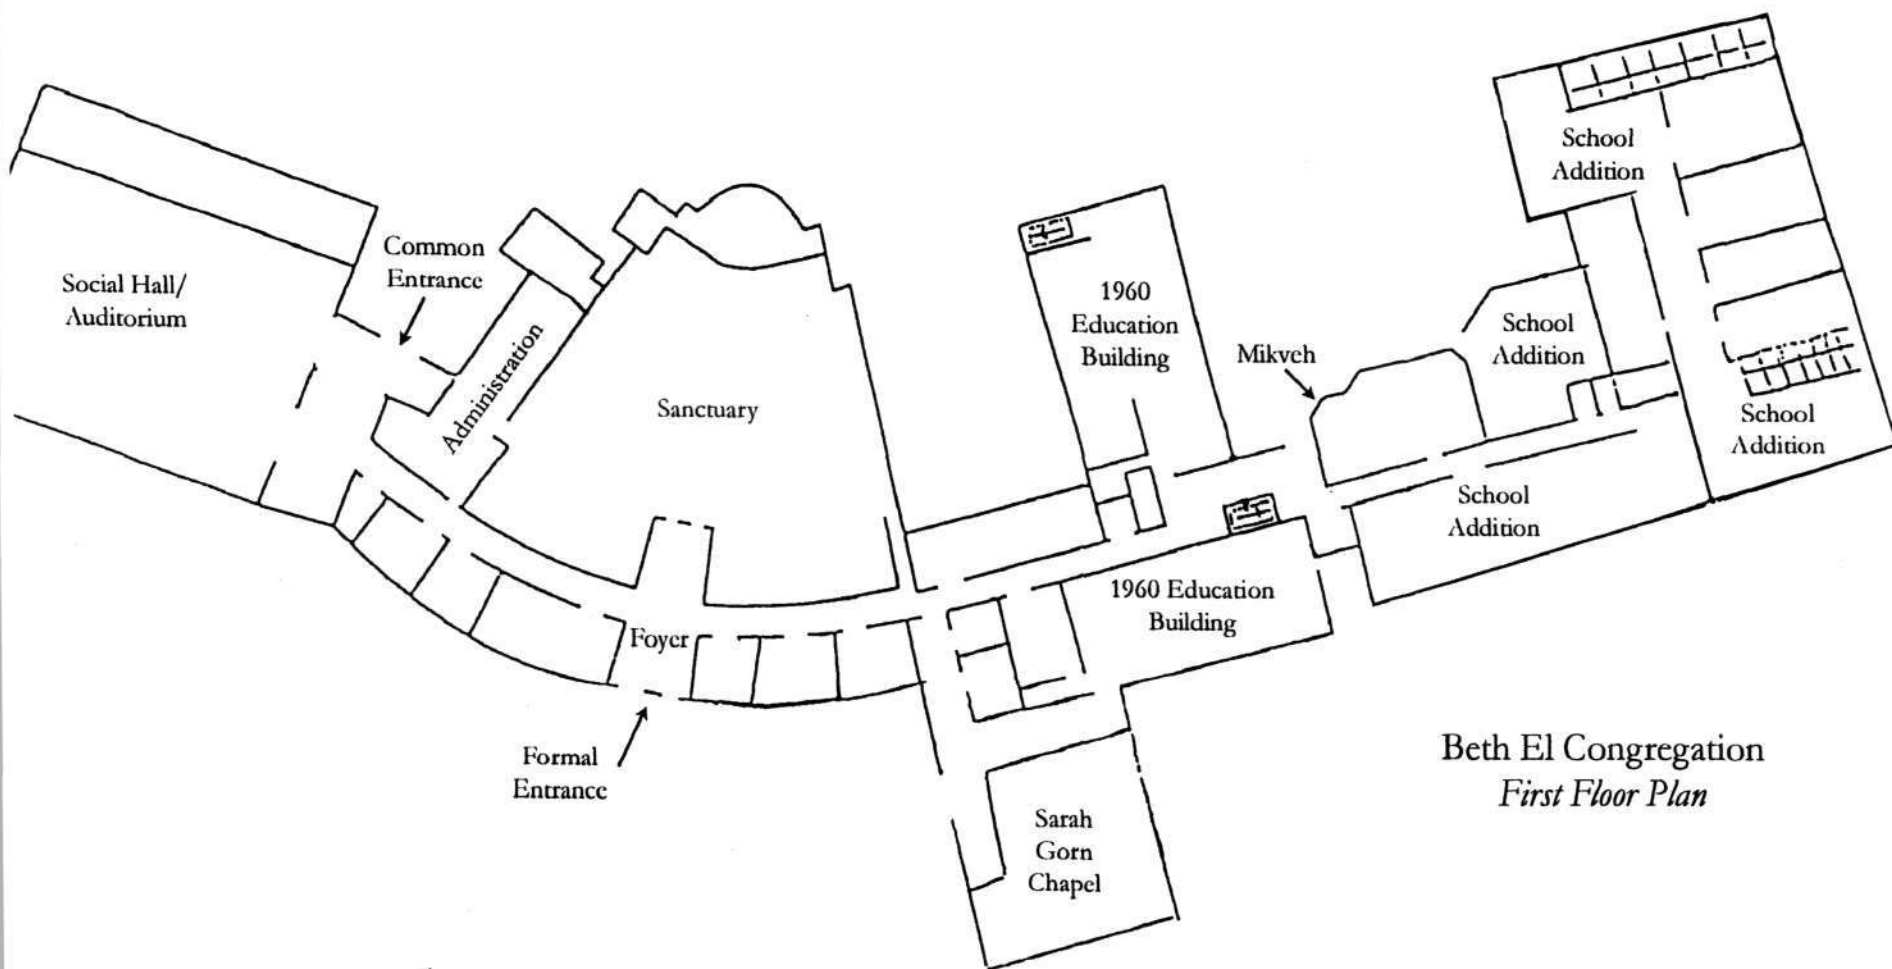 School
Addition
Common
Entrance
Social Hall/
Auditorium
Administration
Sanctuary
1960
Education
Building
Mikveh
School
Addition
School
Addition
School
Addition
1960 Education
Building
Foyer
Formal
Entrance
Sarah
Gorn
Chapel
Beth El Congregation
First Floor Plan